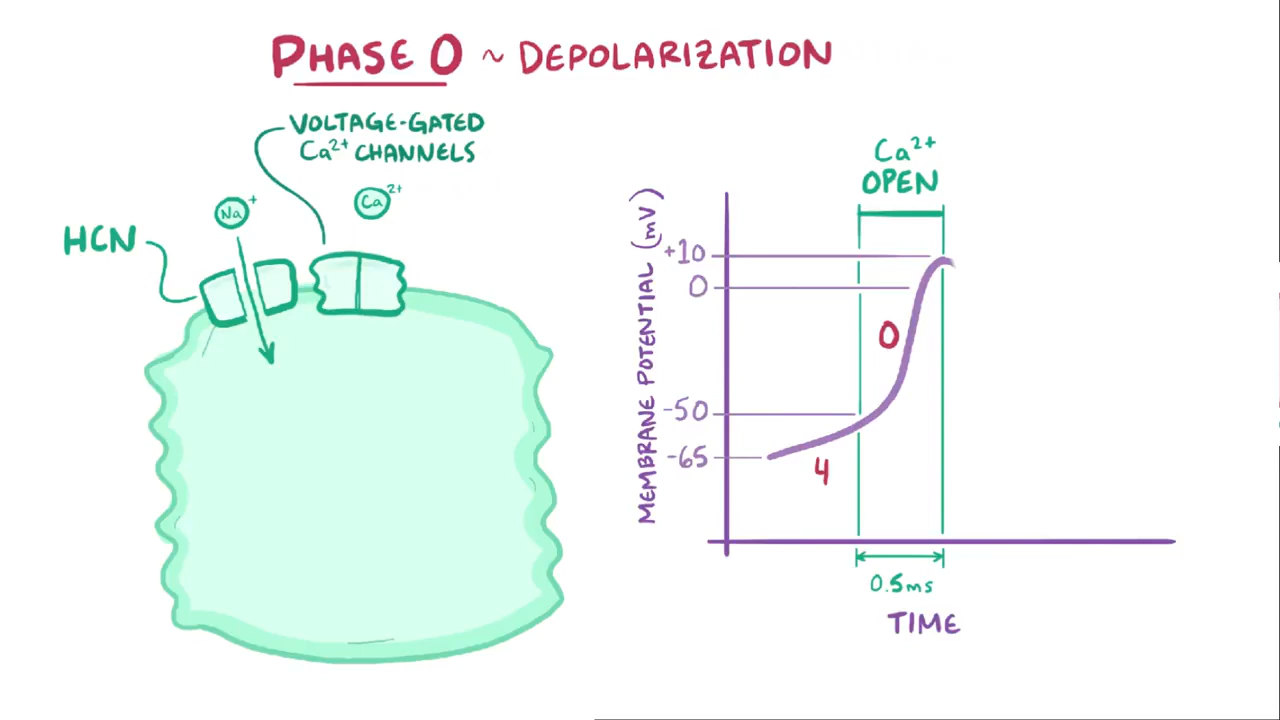 PHASE 0 ~ DEPOLARIZATION
VOLTAGE-GATED
Ca²⁺ CHANNELS
Na⁺
Ca²⁺
HCN
Ca²⁺
OPEN
MEMBRANE POTENTIAL (mV)
+10
0
-50
-65
0
4
0.5ms
TIME